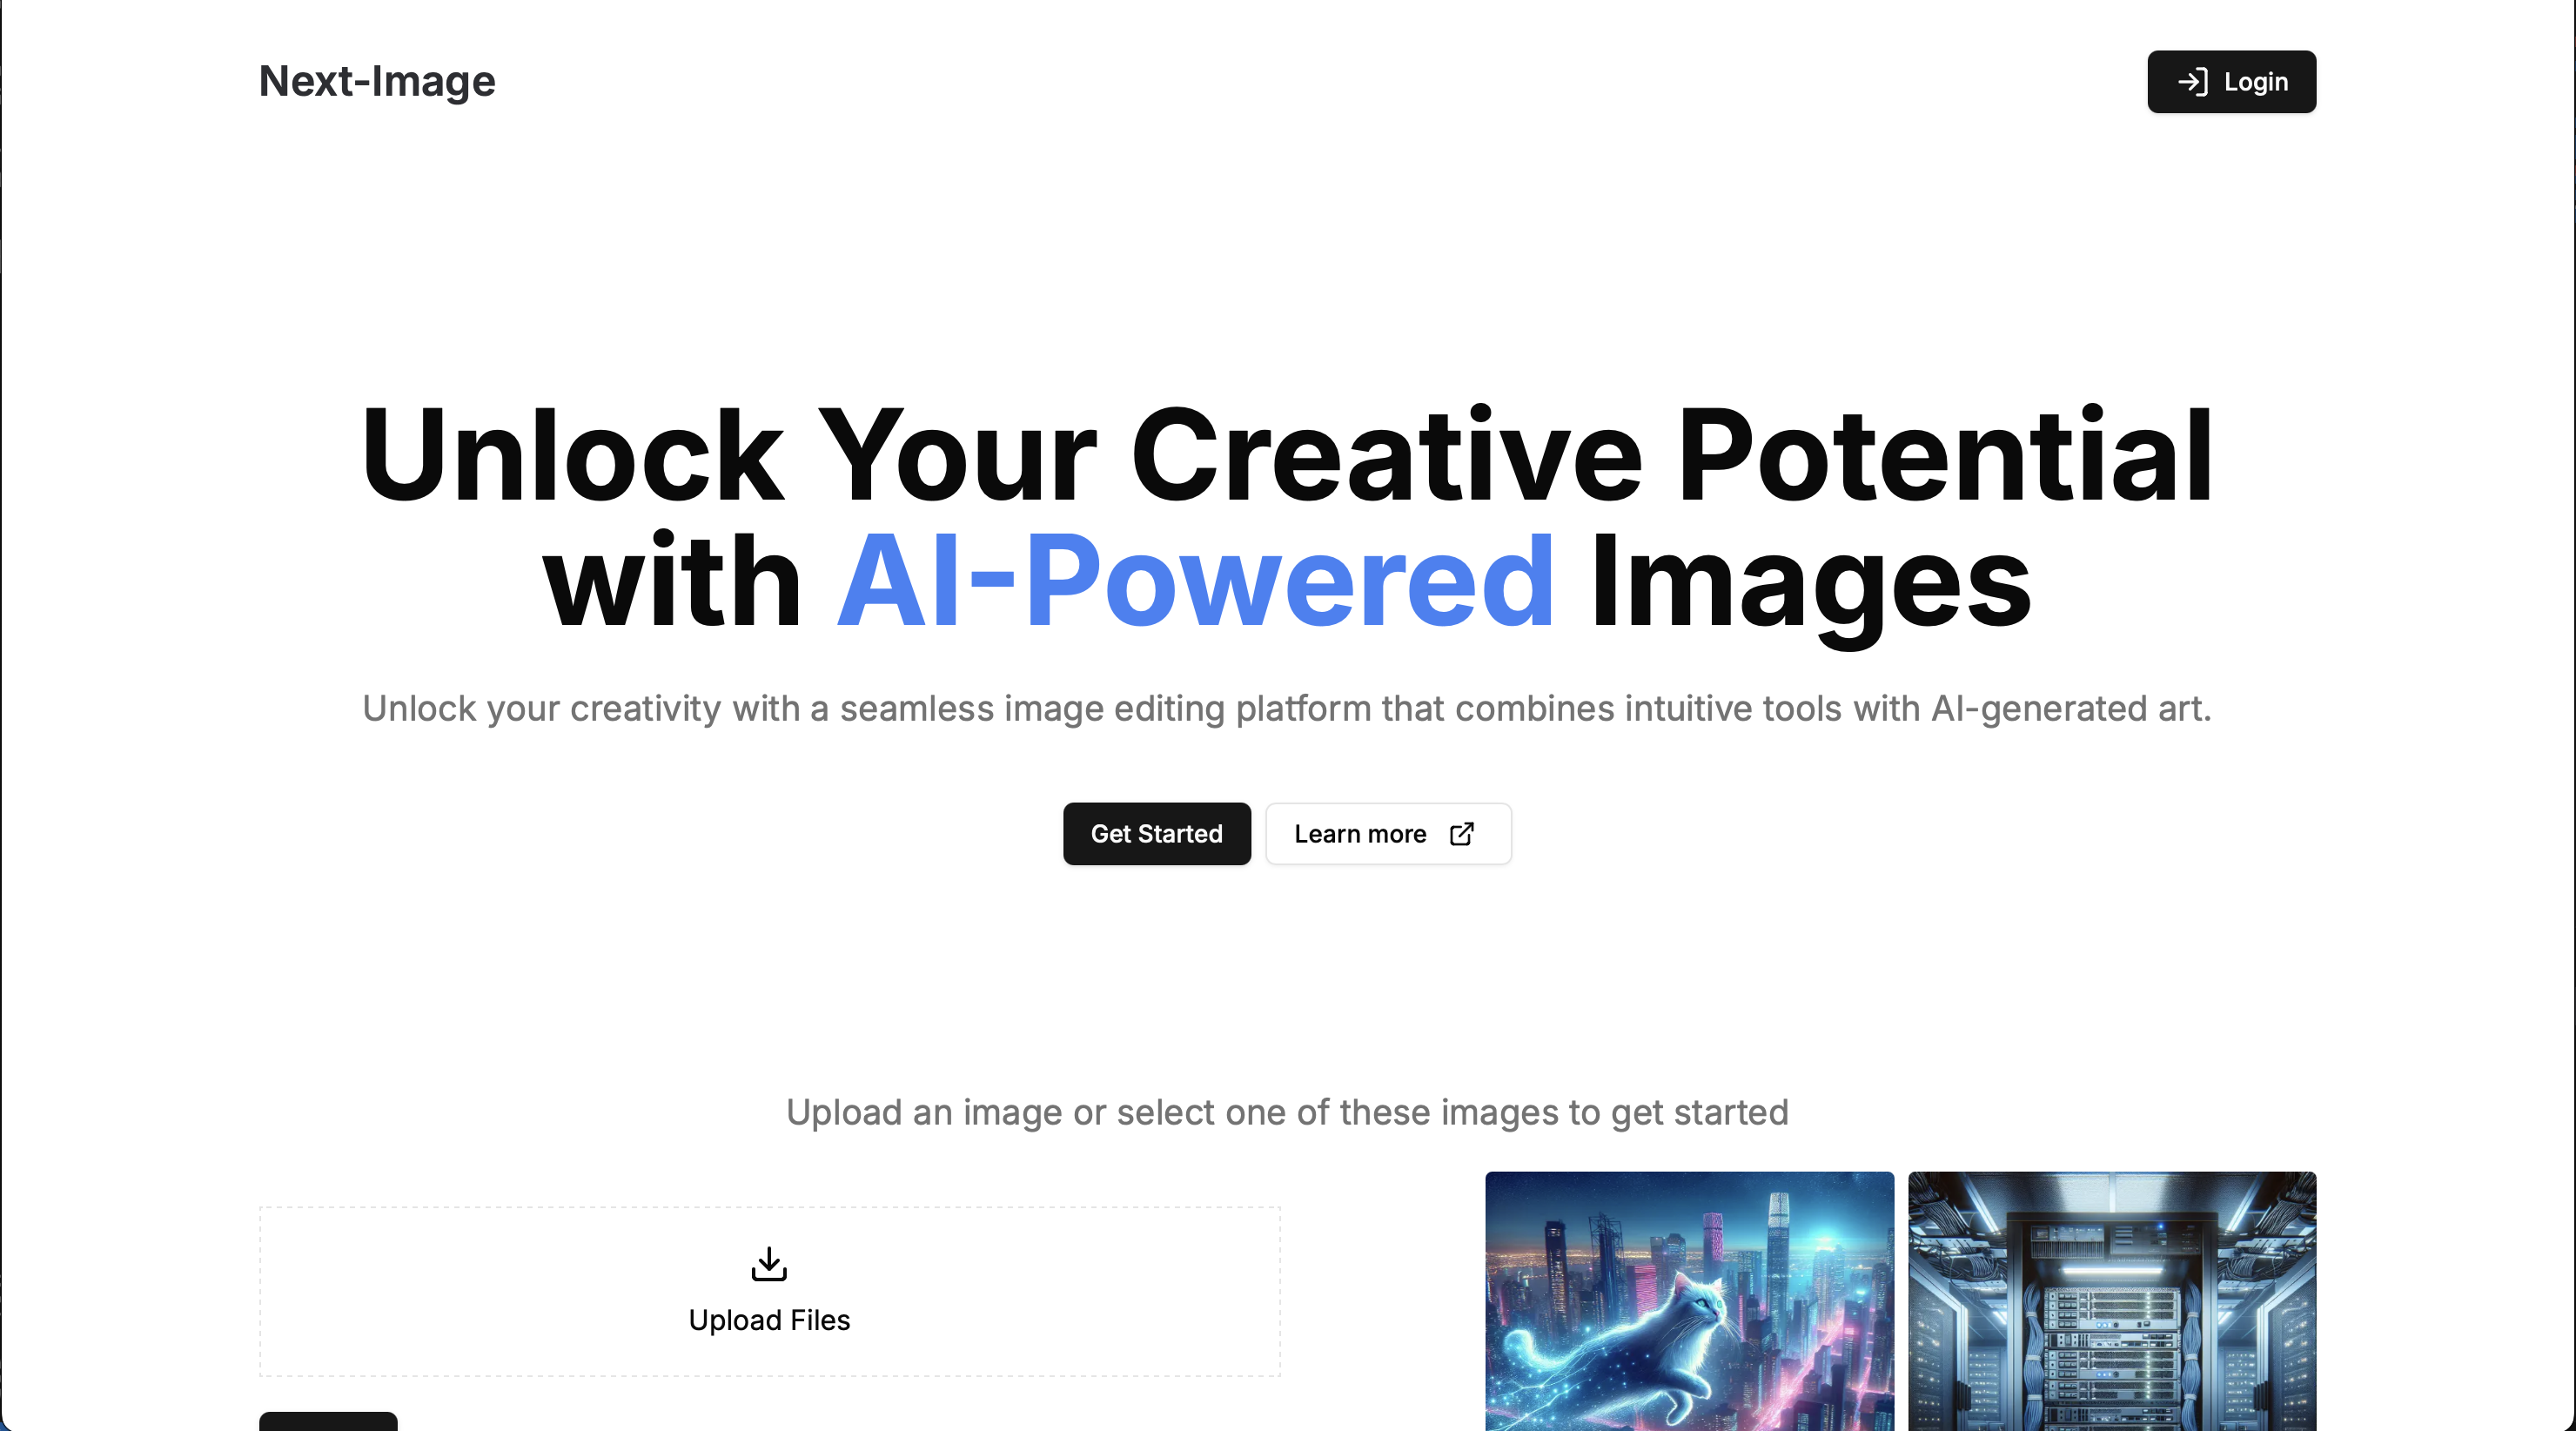 Next-Image
Login
Unlock Your Creative Potential
with AI-Powered Images
Unlock your creativity with a seamless image editing platform that combines intuitive tools with AI-generated art.
Get Started
Learn more
Upload an image or select one of these images to get started
Upload Files